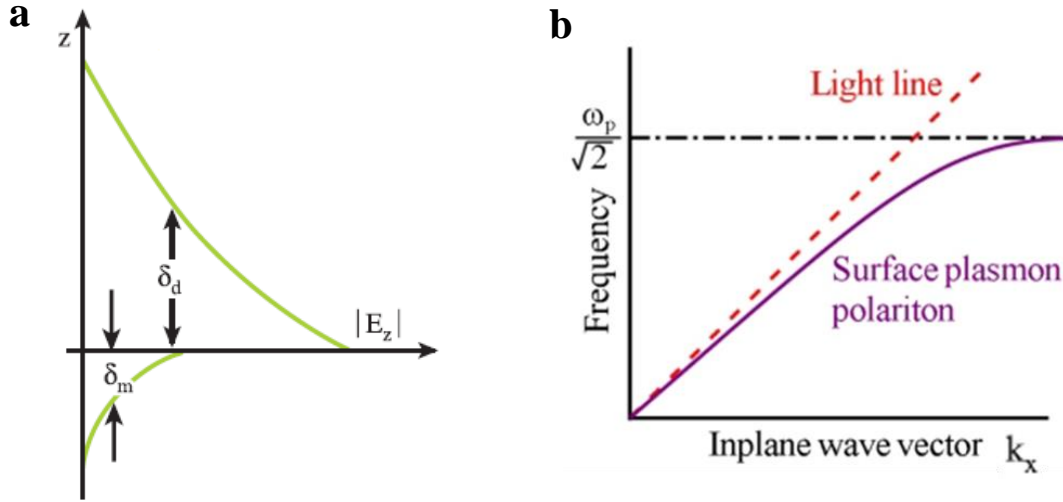 a
z
δd
|Ez|
δm
b
Light line
ωp
√2
Frequency
Surface plasmon
polariton
Inplane wave vector kx